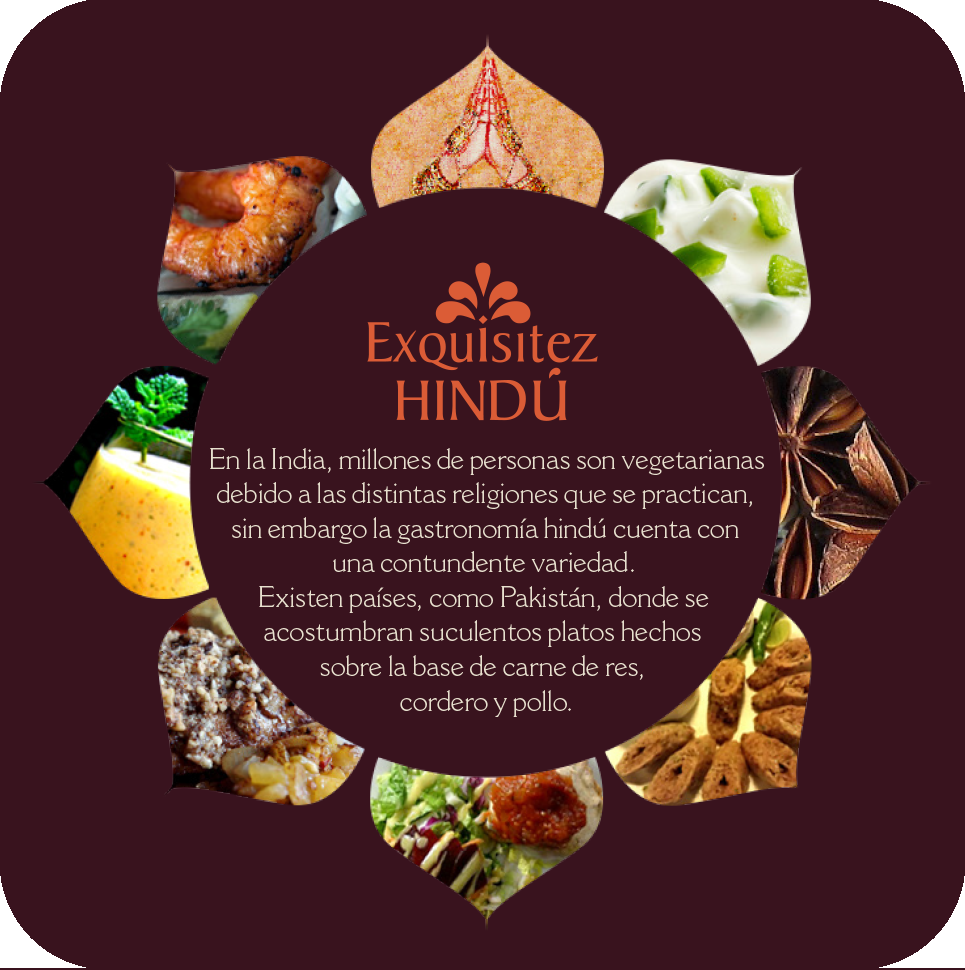 Exquisitez
HINDÚ
En la India, millones de personas son vegetarianas
debido a las distintas religiones que se practican,
sin embargo la gastronomía hindú cuenta con
una contundente variedad.
Existen países, como Pakistán, donde se
acostumbran suculentos platos hechos
sobre la base de carne de res,
cordero y pollo.